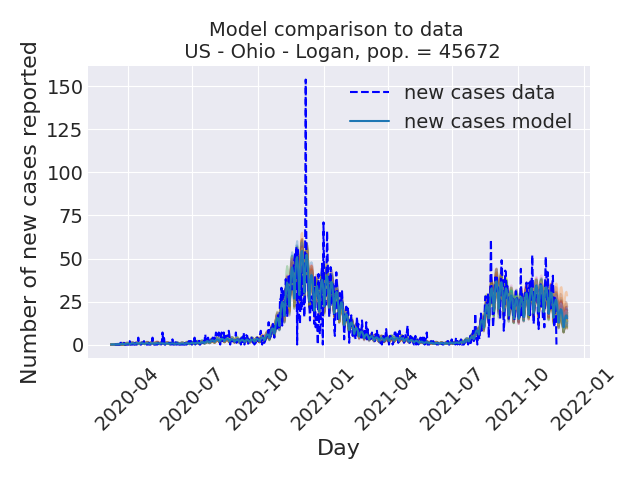 Model comparison to data
US - Ohio - Logan, pop. = 45672
Number of new cases reported
150
125
100
75
50
25
0
new cases data
new cases model
2020-04
2020-07
2020-10
2021-01
2021-04
2021-07
2021-10
2022-01
Day